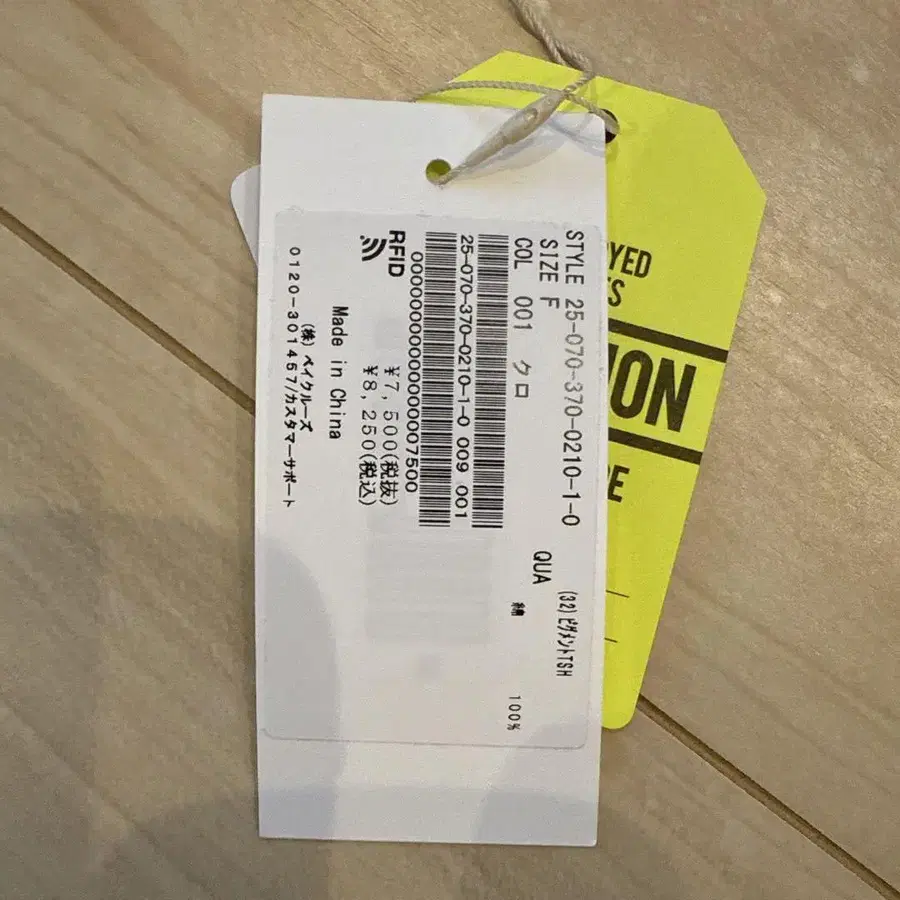 STYLE 25-070-370-0210-1-0
(32)ﾋﾟｸﾞﾒﾝﾄTSH
SIZE F
QUA
COL 001 クロ
綿 100%
25-070-370-0210-1-0 009 001
0000000000000007500
RFID
¥7,500(税抜)
¥8,250(税込)
Made in China
(株) ベイクルーズ
0120-301457/カスタマーサポート